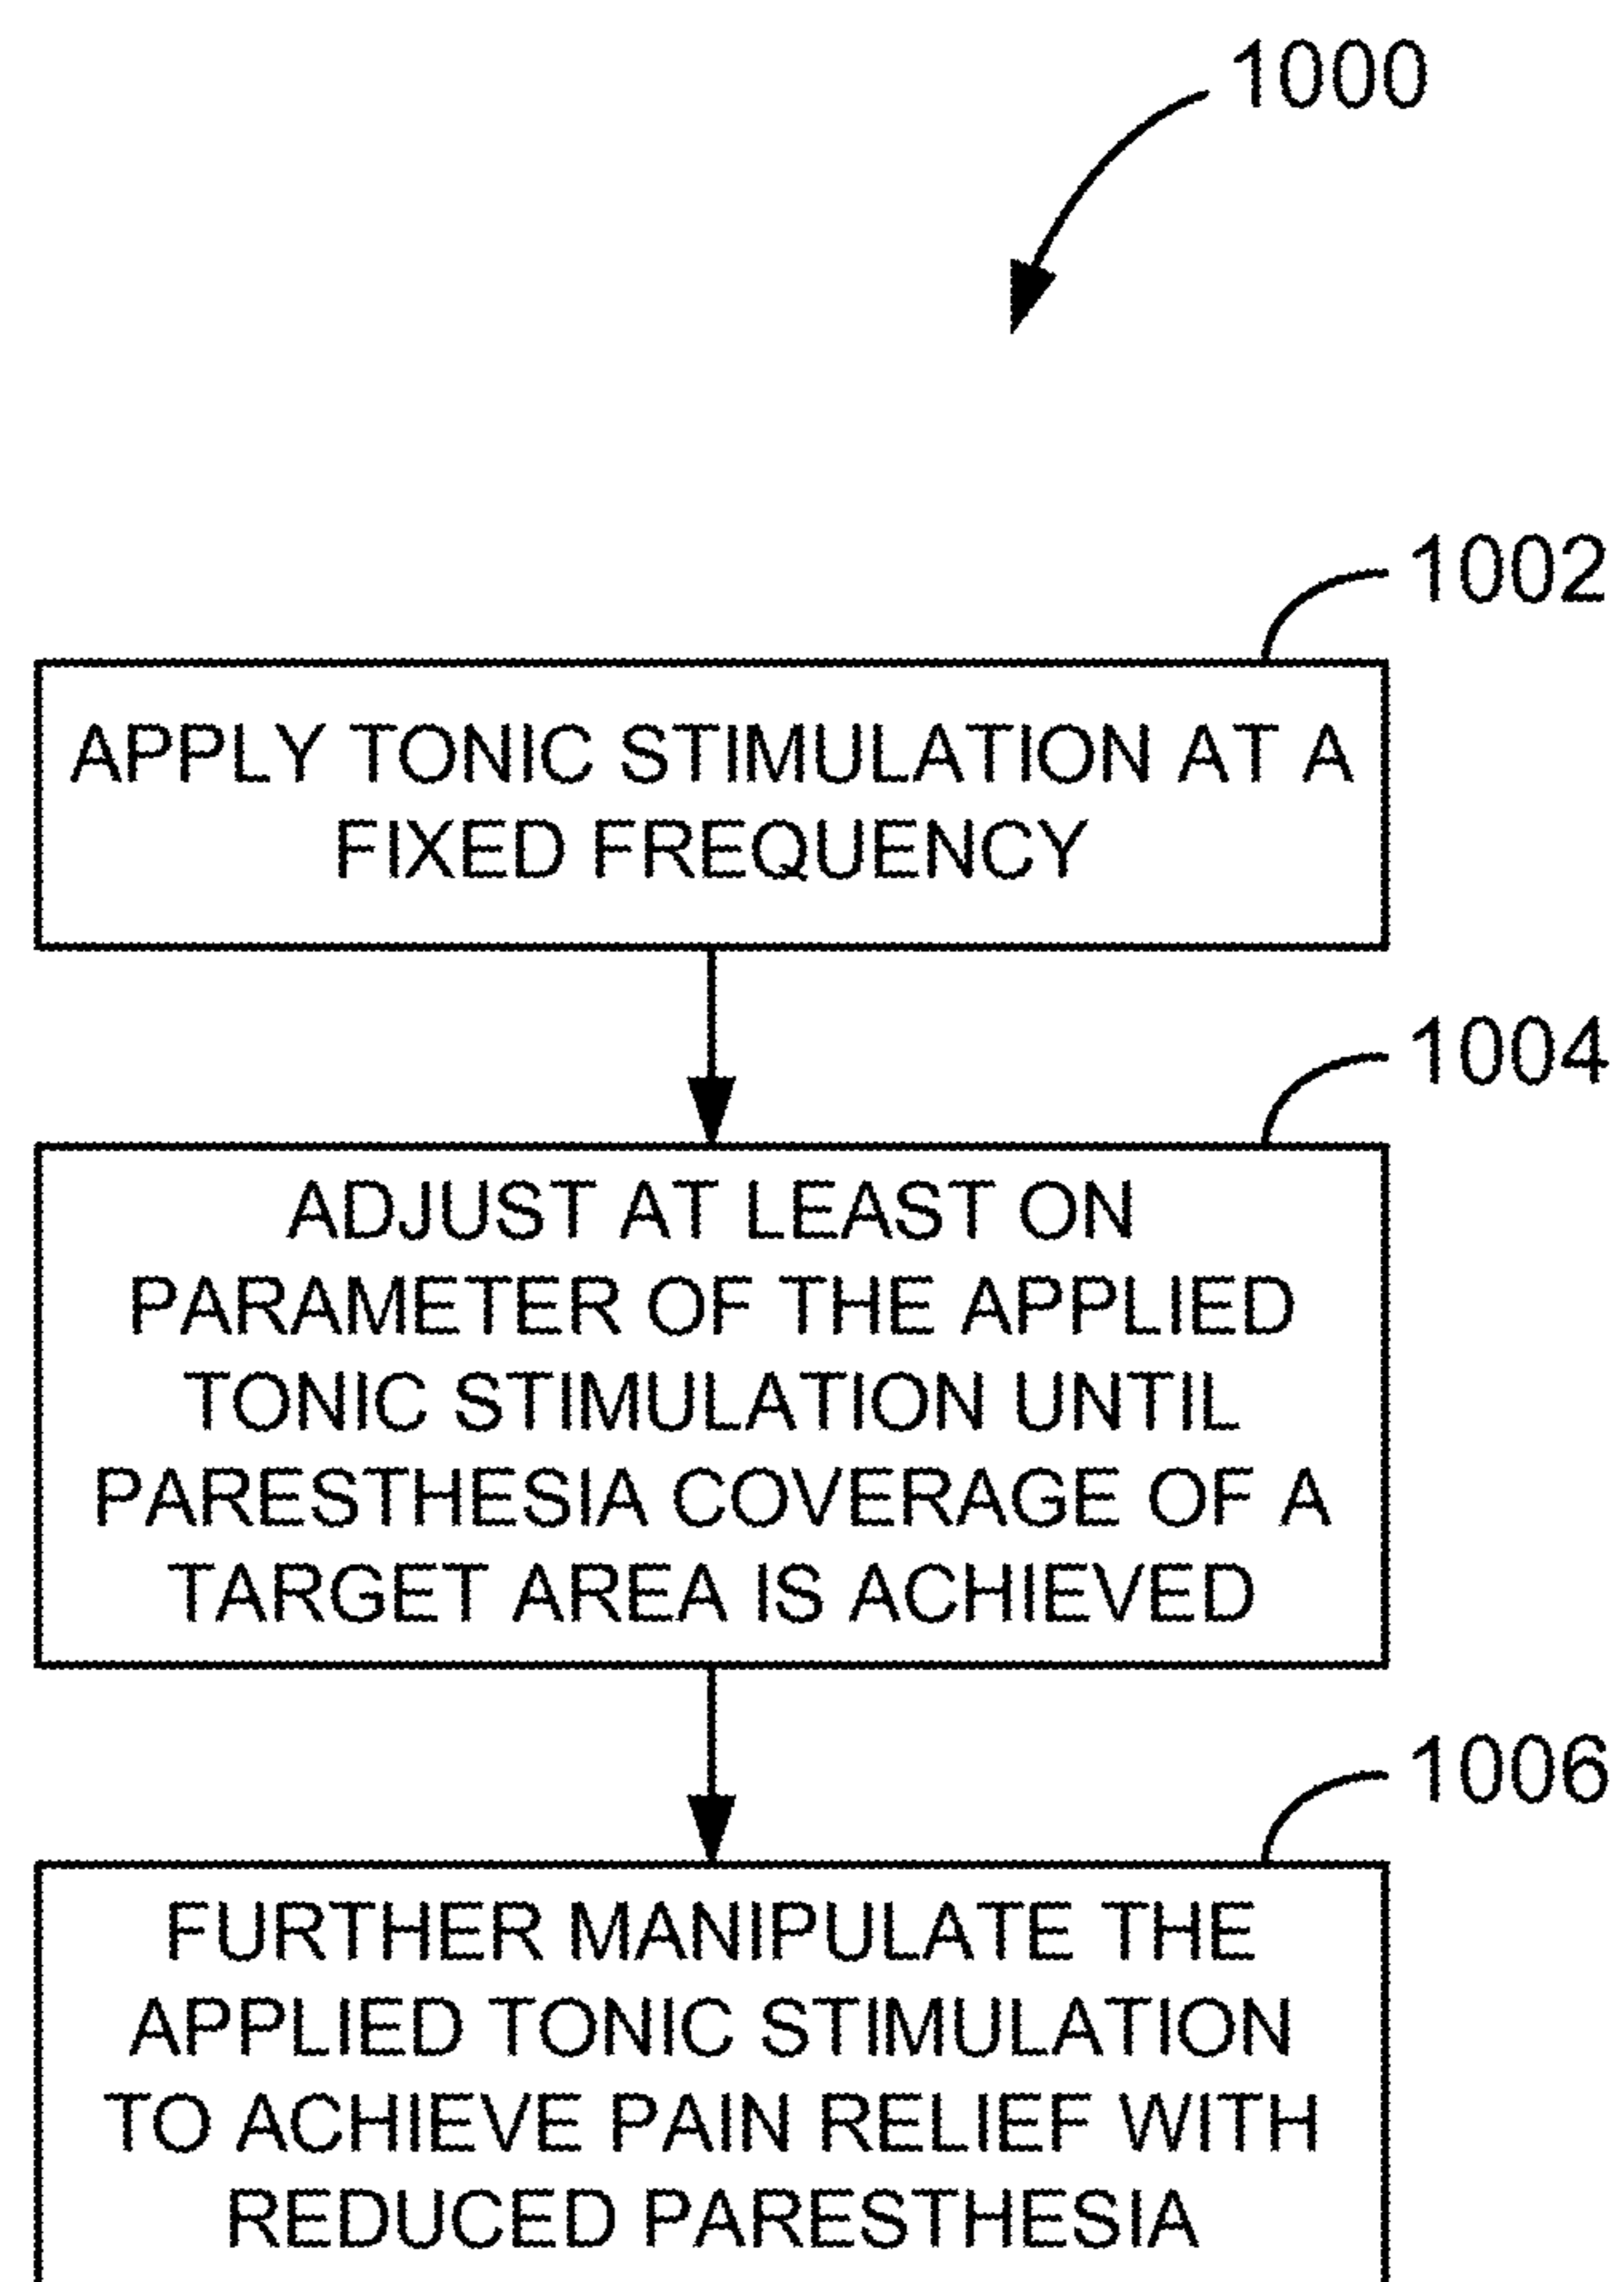 1000
1002
APPLY TONIC STIMULATION AT A
FIXED FREQUENCY
1004
ADJUST AT LEAST ON
PARAMETER OF THE APPLIED
TONIC STIMULATION UNTIL
PARESTHESIA COVERAGE OF A
TARGET AREA IS ACHIEVED
1006
FURTHER MANIPULATE THE
APPLIED TONIC STIMULATION
TO ACHIEVE PAIN RELIEF WITH
REDUCED PARESTHESIA